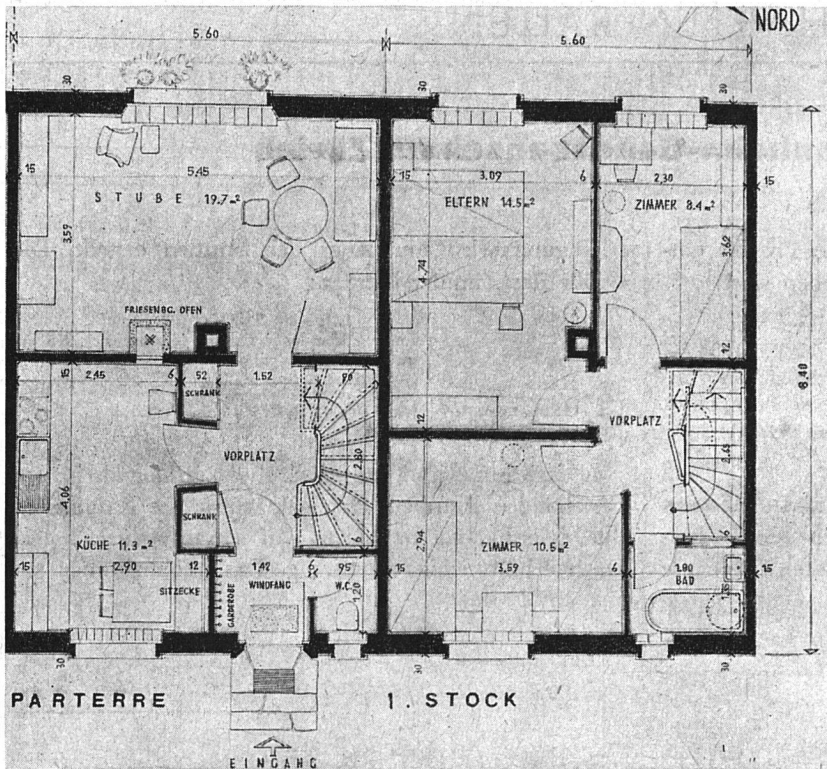 NORD
5.60
5.60
30
30
30
15
5.45
15
3.09
6
2.30
15
STUBE 19.7 m²
ELTERN 14.5 m²
ZIMMER 8.4 m²
3.59
4.74
3.62
FRIESENBG. OFEN
12
15
2.45
6
52
1.52
90
8.40
SCHRANK
12
VORPLATZ
VORPLATZ
2.80
2.65
4.06
SCHRANK
KÜCHE 11.3 m²
2.94
ZIMMER 10.5 m²
6
6
15
2.90
12
1.42
6
95
15
3.59
6
1.80
15
SITZECKE
GARDEROBE
WINDFANG
W.C.
1.20
BAD
30
30
30
PARTERRE
1. STOCK
EINGANG